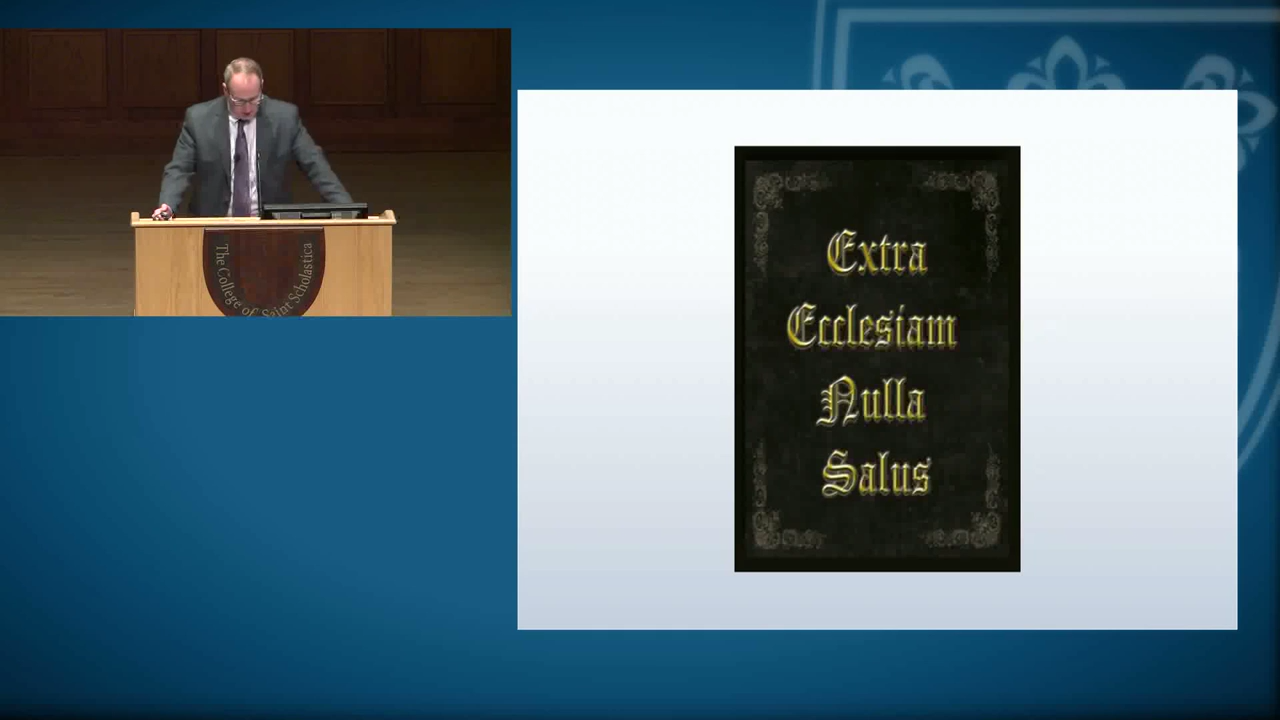 The College of Saint Scholastica
Extra
Ecclesiam
Nulla
Salus